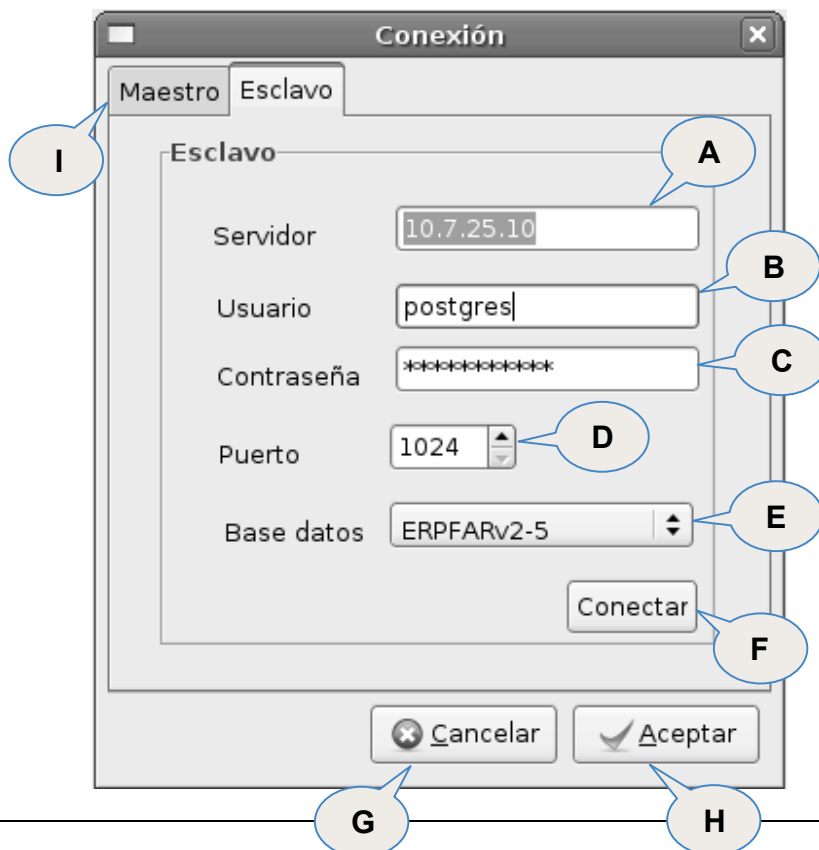 Conexión
Maestro Esclavo
I
Esclavo
A
Servidor 10.7.25.10
B
Usuario postgres
C
Contraseña ***********
Puerto 1024
D
Base datos ERPFARv2-5
E
Conectar
F
Cancelar Aceptar
G H